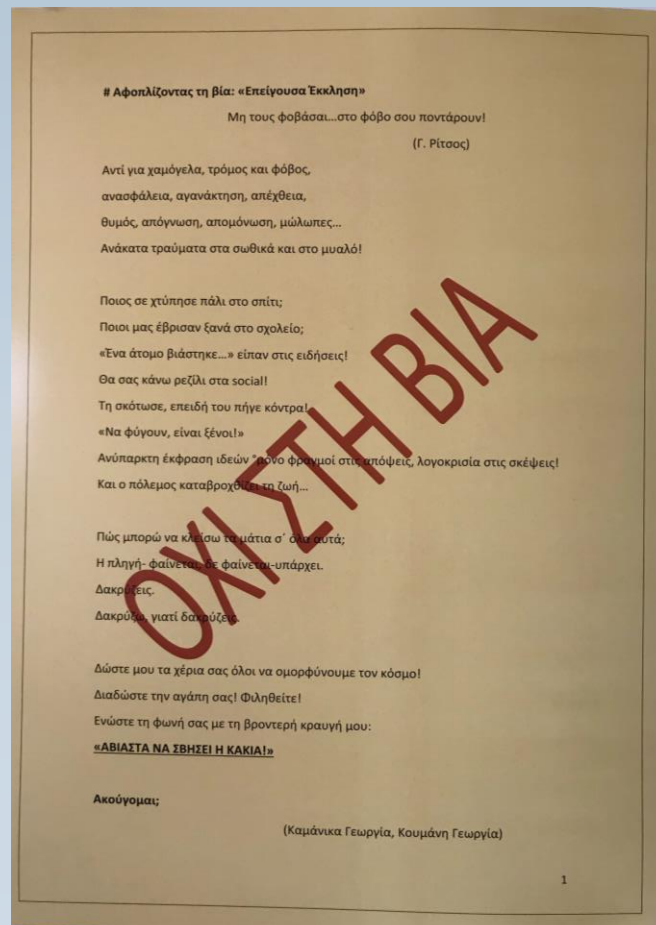 # Αφοπλίζοντας τη βία: «Επείγουσα Έκκληση»
Μη τους φοβάσαι...στο φόβο σου ποντάρουν!
(Γ. Ρίτσος)
Αντί για χαμόγελα, τρόμος και φόβος,
ανασφάλεια, αγανάκτηση, απέχθεια,
θυμός, απόγνωση, απομόνωση, μώλωπες...
Ανάκατα τραύματα στα σωθικά και στο μυαλό!
Ποιος σε χτύπησε πάλι στο σπίτι;
Ποιοι μας έβρισαν ξανά στο σχολείο;
«Ένα άτομο βιάστηκε...» είπαν στις ειδήσεις!
Θα σας κάνω ρεζίλι στα social!
Τη σκότωσε, επειδή του πήγε κόντρα!
«Να φύγουν, είναι ξένοι!»
Ανύπαρκτη έκφραση ιδεών ˚μόνο φραγμοί στις απόψεις, λογοκρισία στις σκέψεις!
Και ο πόλεμος καταβροχθίζει τη ζωή...
Πώς μπορώ να κλείσω τα μάτια σ΄ όλα αυτά;
Η πληγή- φαίνεται, δε φαίνεται-υπάρχει.
Δακρύζεις.
Δακρύζω, γιατί δακρύζεις.
ΟΧΙ ΣΤΗ ΒΙΑ
Δώστε μου τα χέρια σας όλοι να ομορφύνουμε τον κόσμο!
Διαδώστε την αγάπη σας! Φιληθείτε!
Ενώστε τη φωνή σας με τη βροντερή κραυγή μου:
«ΑΒΙΑΣΤΑ ΝΑ ΣΒΗΣΕΙ Η ΚΑΚΙΑ!»
Ακούγομαι;
(Καμάνικα Γεωργία, Κουμάνη Γεωργία)
1